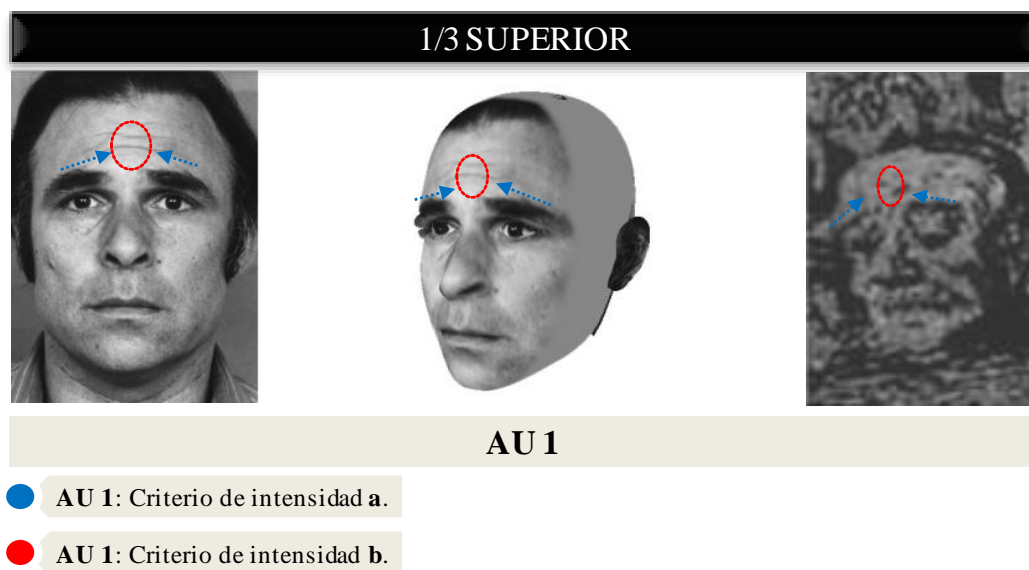 1/3 SUPERIOR
AU 1
AU 1: Criterio de intensidad a.
AU 1: Criterio de intensidad b.